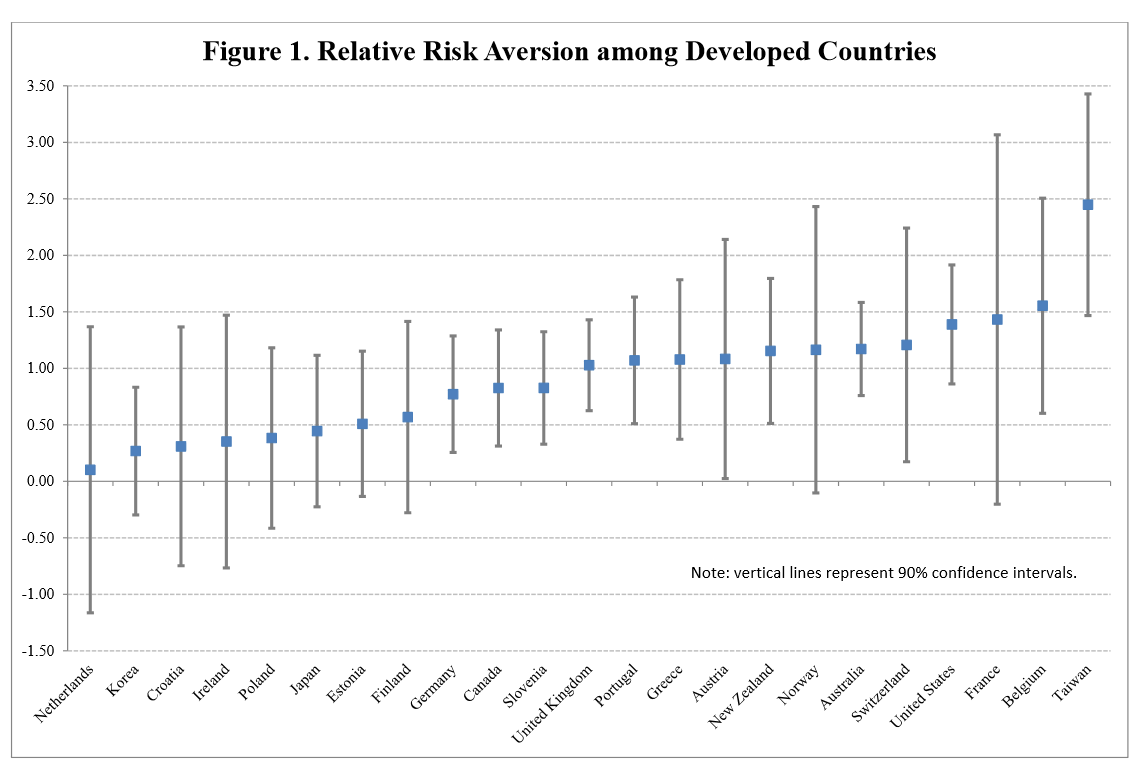 Figure 1. Relative Risk Aversion among Developed Countries
3.50
3.00
2.50
2.00
1.50
1.00
0.50
0.00
-0.50
-1.00
-1.50
Note: vertical lines represent 90% confidence intervals.
Netherlands
Korea
Croatia
Ireland
Poland
Japan
Estonia
Finland
Germany
Canada
Slovenia
United Kingdom
Portugal
Greece
Austria
New Zealand
Norway
Australia
Switzerland
United States
France
Belgium
Taiwan